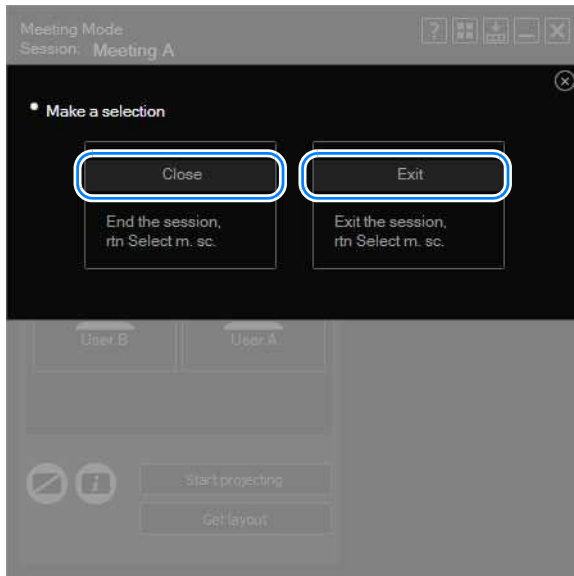 Meeting Mode
Session: Meeting A
Make a selection
Close
Exit
End the session,
rtn Select m. sc.
Exit the session,
rtn Select m. sc.
User B
User A
Start projecting
Get layout